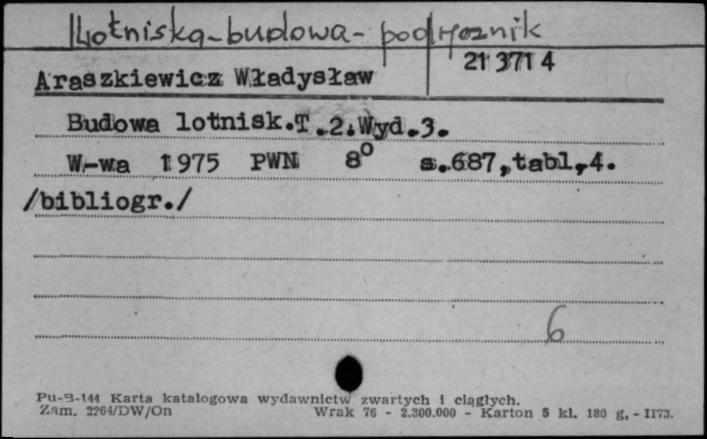 Lotniska-budowa-podręcznik
21 371 4
Araszkiewicz Władysław
Budowa lotnisk.T.2.Wyd.3.
W-wa 1975 PWN 8° s.687,tabl,4.
/bibliogr./
6
Pu-B-144 Karta katalogowa wydawnictw zwartych i ciągłych.
Zam. 2264/DW/On Wrak 76 - 2.300.000 - Karton 5 kl. 180 g. - II73.